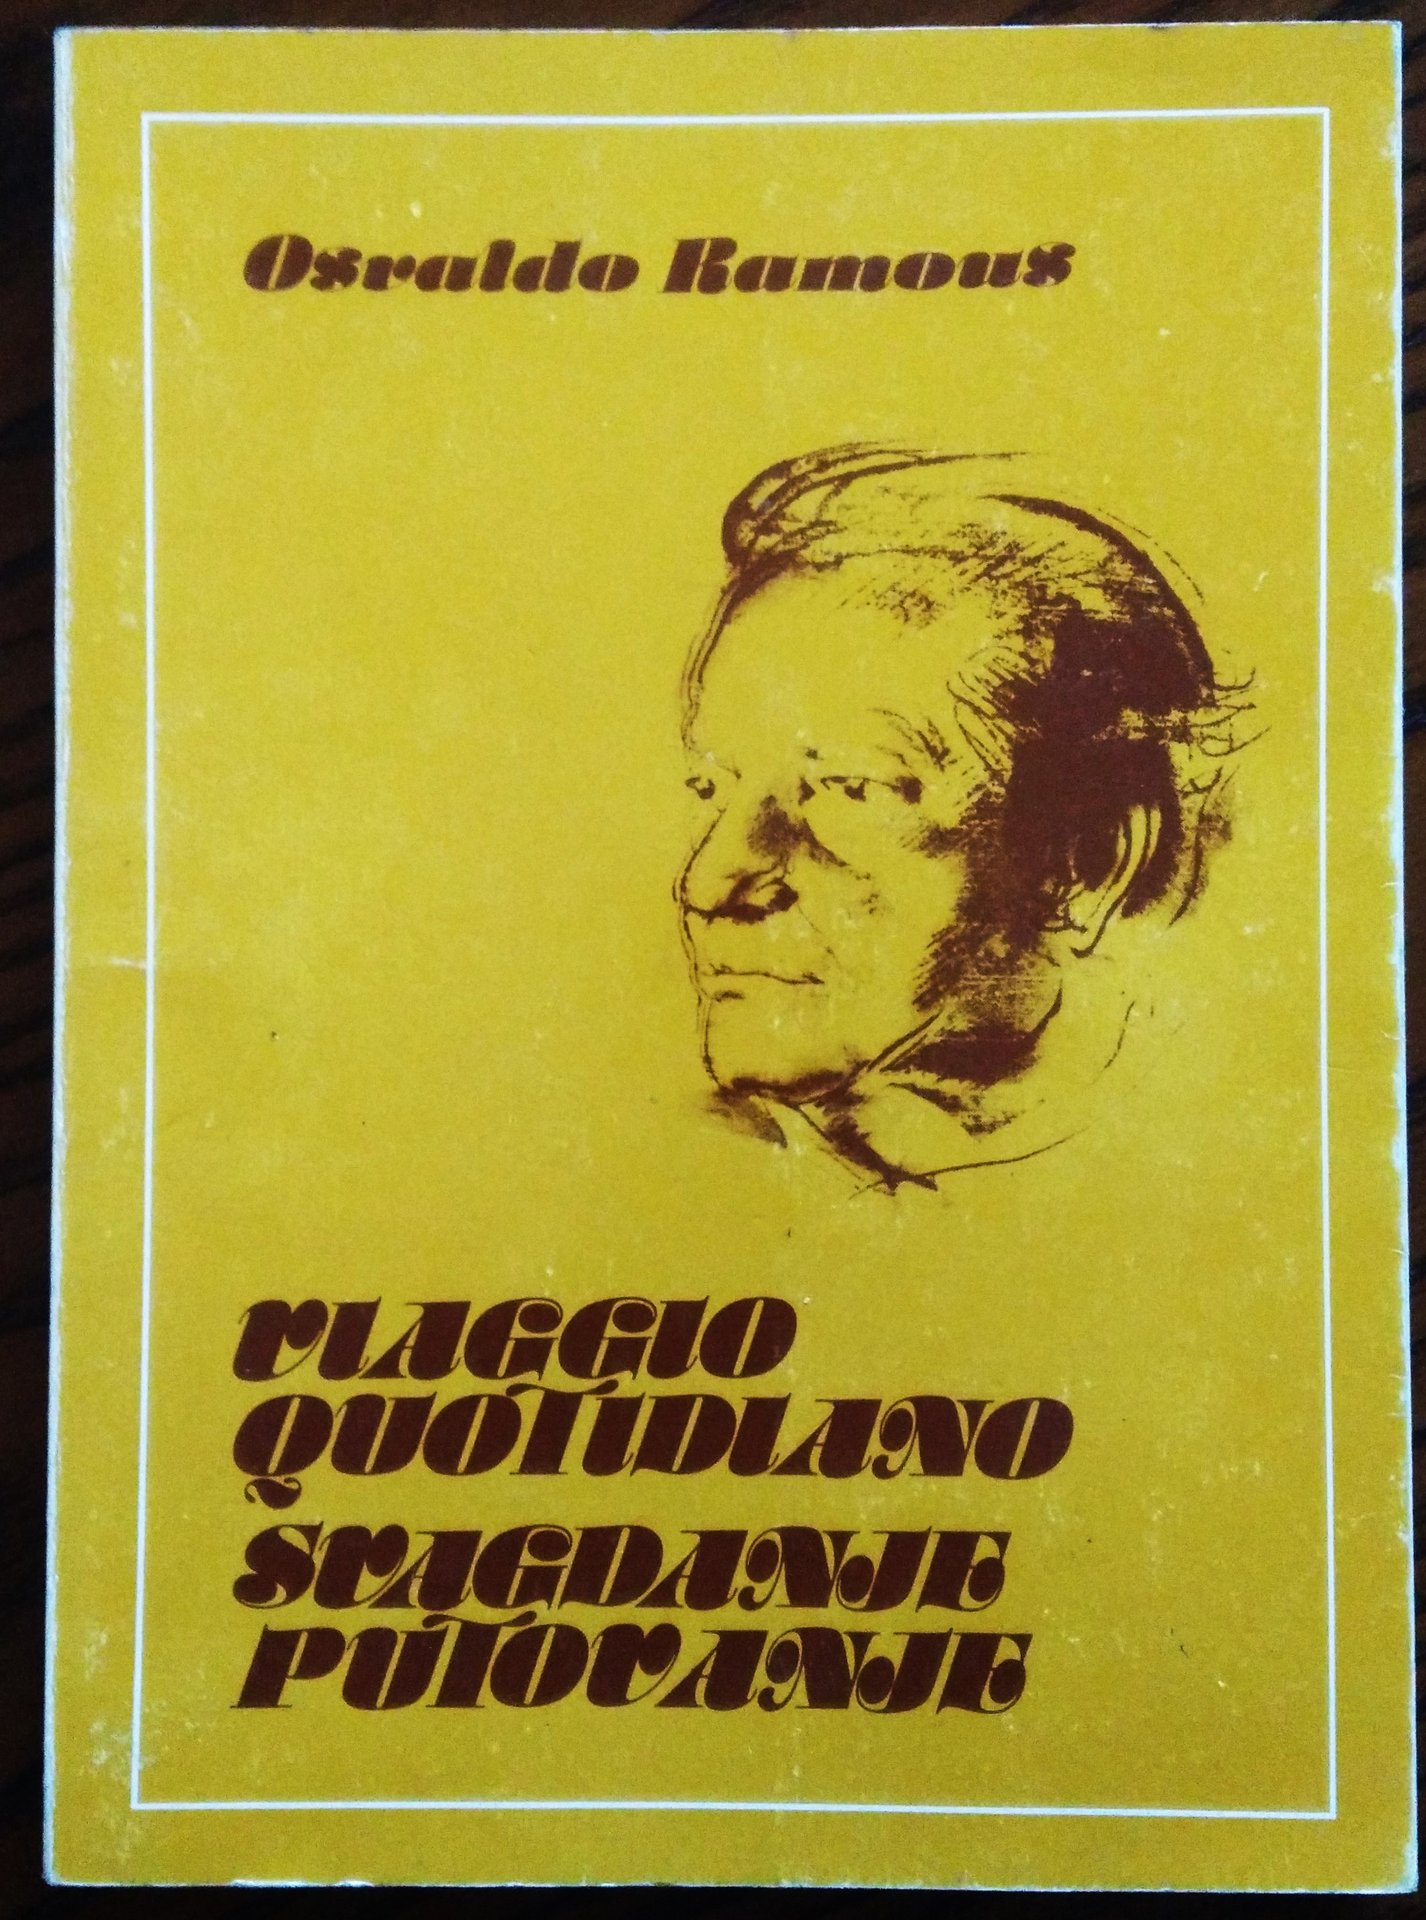 Osvaldo Ramous
VIAGGIO
QUOTIDIANO
SVAGDANJE
PUTOVANJE